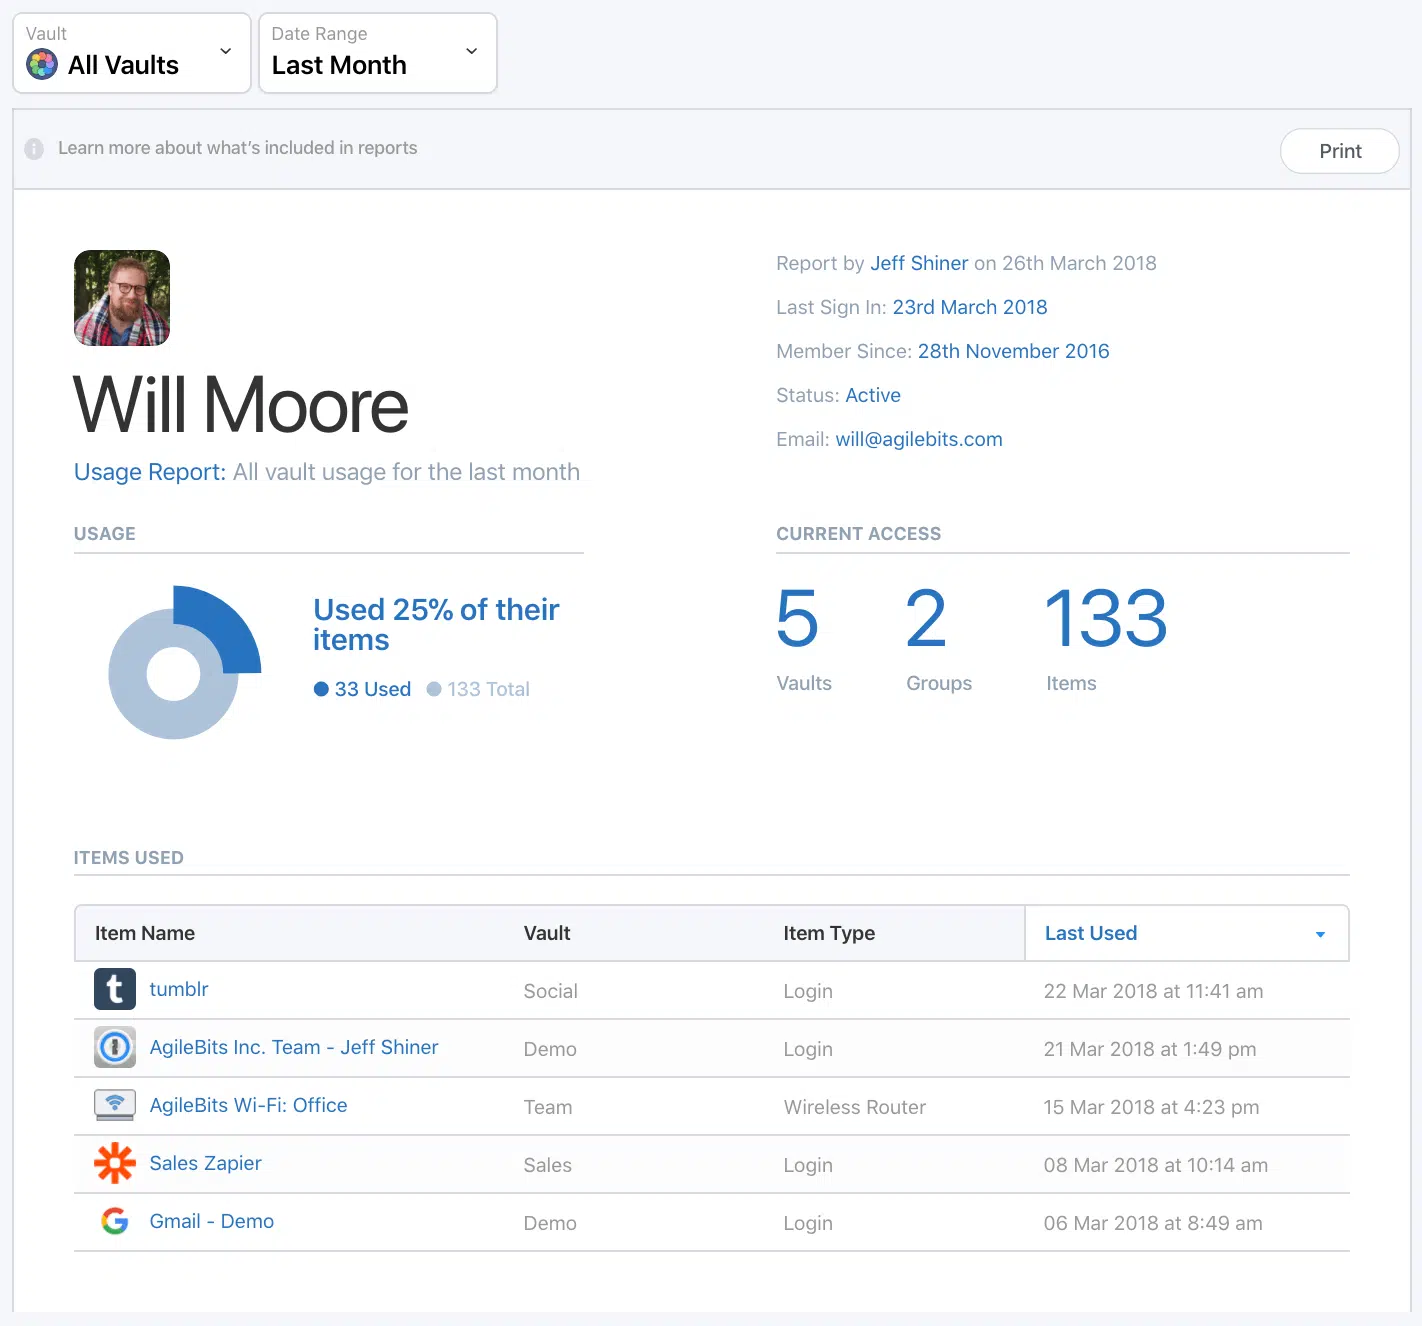 Vault
All Vaults
Date Range
Last Month
Learn more about what's included in reports
Print
Report by Jeff Shiner on 26th March 2018
Last Sign In: 23rd March 2018
Member Since: 28th November 2016
Status: Active
Email: will@agilebits.com
Will Moore
Usage Report: All vault usage for the last month
USAGE
Used 25% of their
items
33 Used 133 Total
CURRENT ACCESS
5 2 133
Vaults Groups Items
ITEMS USED
Item Name Vault Item Type Last Used
t tumblr Social Login 22 Mar 2018 at 11:41 am
AgileBits Inc. Team - Jeff Shiner Demo Login 21 Mar 2018 at 1:49 pm
AgileBits Wi-Fi: Office Team Wireless Router 15 Mar 2018 at 4:23 pm
Sales Zapier Sales Login 08 Mar 2018 at 10:14 am
G Gmail - Demo Demo Login 06 Mar 2018 at 8:49 am